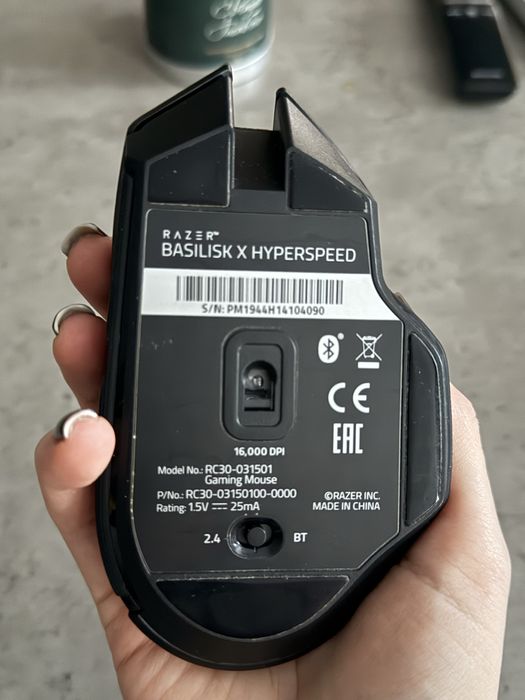 RAZER™
BASILISK X HYPERSPEED
S/N: PM1944H14104090
CE
EAC
16,000 DPI
Model No.: RC30-031501
Gaming Mouse
P/No.: RC30-03150100-0000
Rating: 1.5V ⎓ 25mA
©RAZER INC.
MADE IN CHINA
2.4
BT